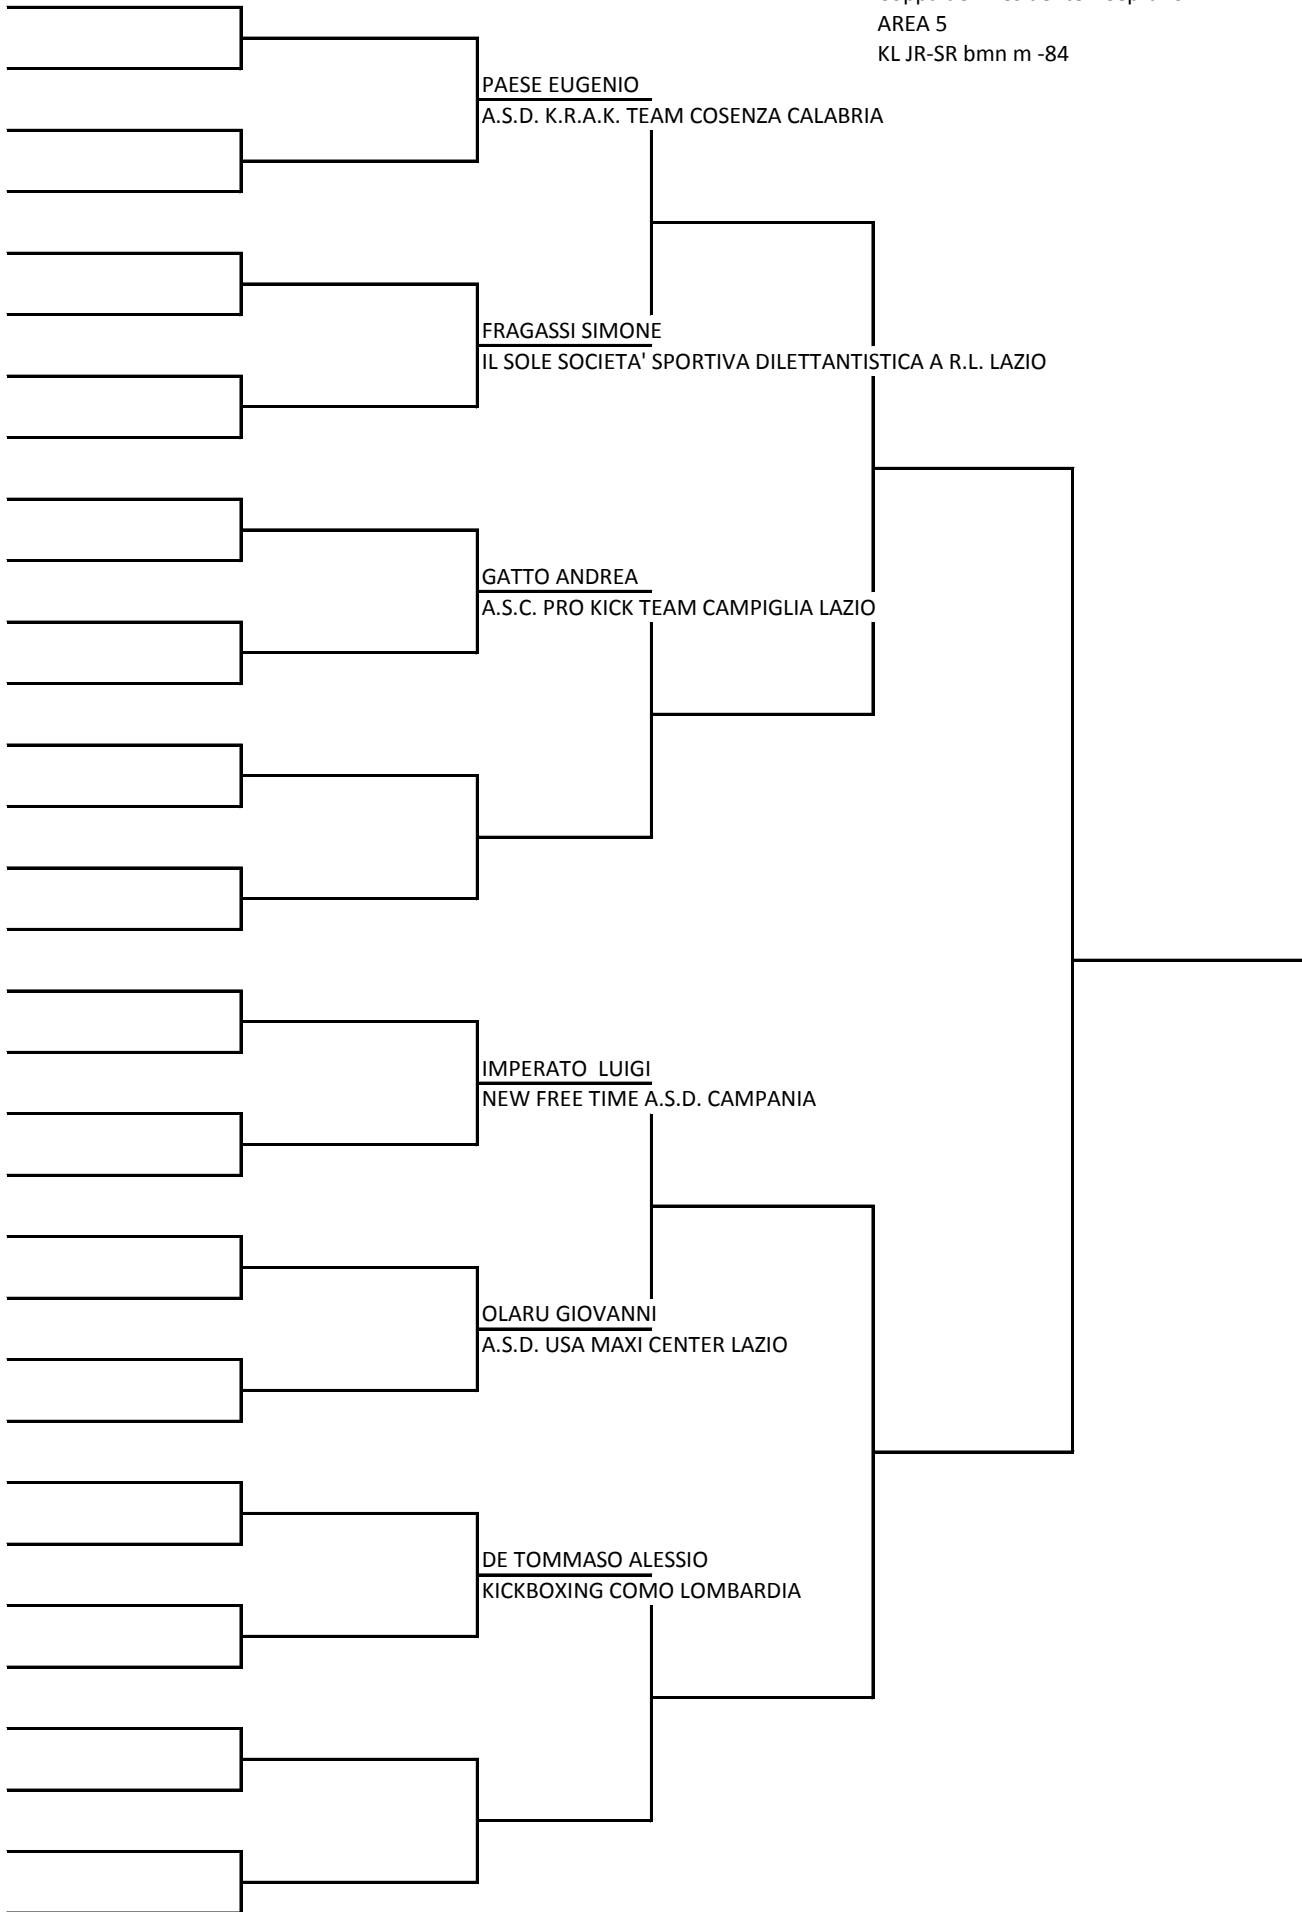 AREA 5
KL JR-SR bmn m -84
PAESE EUGENIO
A.S.D. K.R.A.K. TEAM COSENZA CALABRIA
FRAGASSI SIMONE
IL SOLE SOCIETA' SPORTIVA DILETTANTISTICA A R.L. LAZIO
GATTO ANDREA
A.S.C. PRO KICK TEAM CAMPIGLIA LAZIO
IMPERATO  LUIGI
NEW FREE TIME A.S.D. CAMPANIA
OLARU GIOVANNI
A.S.D. USA MAXI CENTER LAZIO
DE TOMMASO ALESSIO
KICKBOXING COMO LOMBARDIA